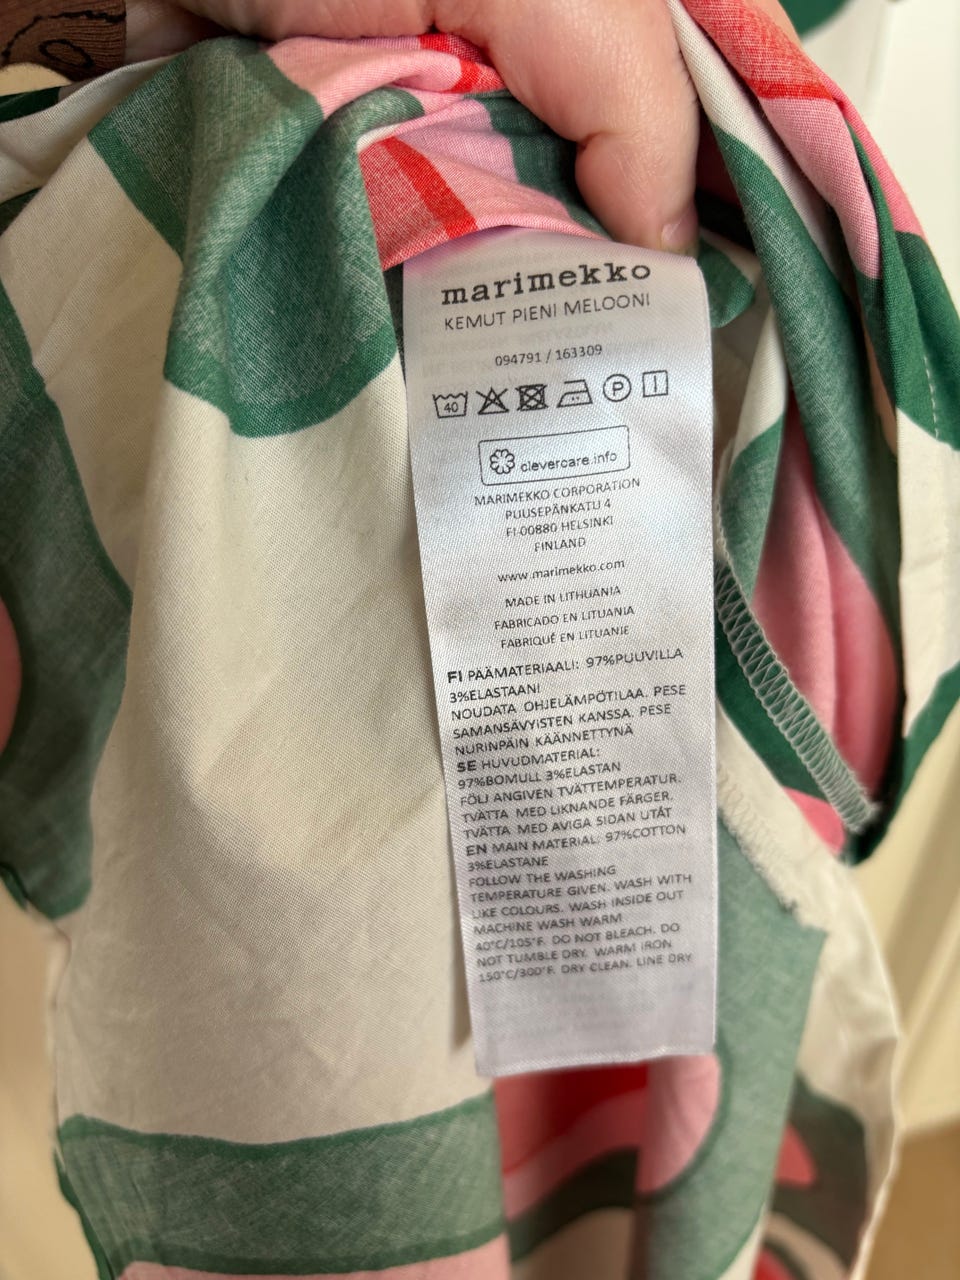 marimekko
KEMUT PIENI MELOONI
094791 / 163309
40 P
clevercare.info
MARIMEKKO CORPORATION
PUUSEPÄNKATU 4
FI-00880 HELSINKI
FINLAND
www.marimekko.com
MADE IN LITHUANIA
FABRICADO EN LITUANIA
FABRIQUÉ EN LITUANIE
FI PÄÄMATERIAALI: 97%PUUVILLA
3%ELASTAANI
NOUDATA OHJELÄMPÖTILAA. PESE
SAMANSÄVYISTEN KANSSA. PESE
NURINPÄIN KÄÄNNETTYNÄ
SE HUVUDMATERIAL:
97%BOMULL 3%ELASTAN
FÖLJ ANGIVEN TVÄTTEMPERATUR.
TVÄTTA MED LIKNANDE FÄRGER.
TVÄTTA MED AVIGA SIDAN UTÅT
EN MAIN MATERIAL: 97%COTTON
3%ELASTANE
FOLLOW THE WASHING
TEMPERATURE GIVEN. WASH WITH
LIKE COLOURS. WASH INSIDE OUT
MACHINE WASH WARM
40°C/105°F. DO NOT BLEACH. DO
NOT TUMBLE DRY. WARM IRON
150°C/300°F. DRY CLEAN. LINE DRY